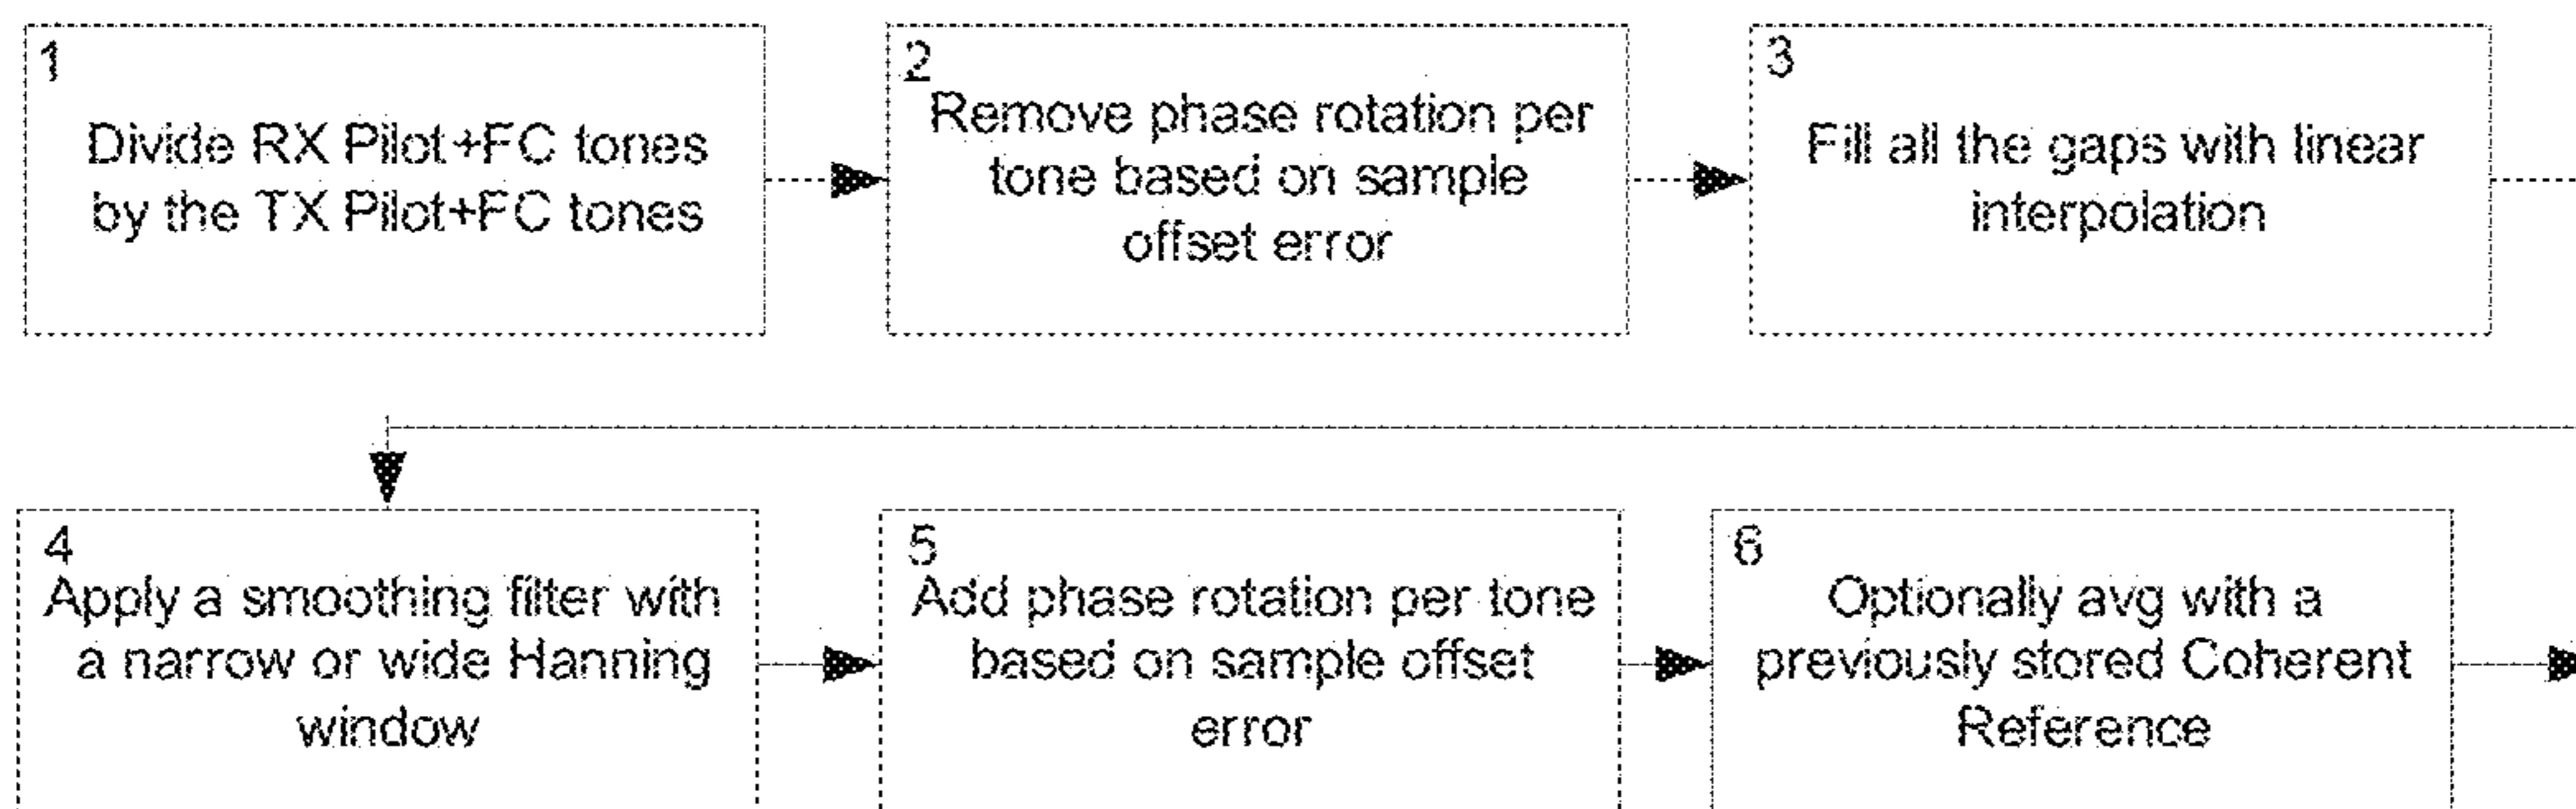 1
Divide RX Pilot+FC tones
by the TX Pilot+FC tones
2
Remove phase rotation per
tone based on sample
offset error
3
Fill all the gaps with linear
interpolation
4
Apply a smoothing filter with
a narrow or wide Hanning
window
5
Add phase rotation per tone
based on sample offset
error
6
Optionally avg with a
previously stored Coherent
Reference